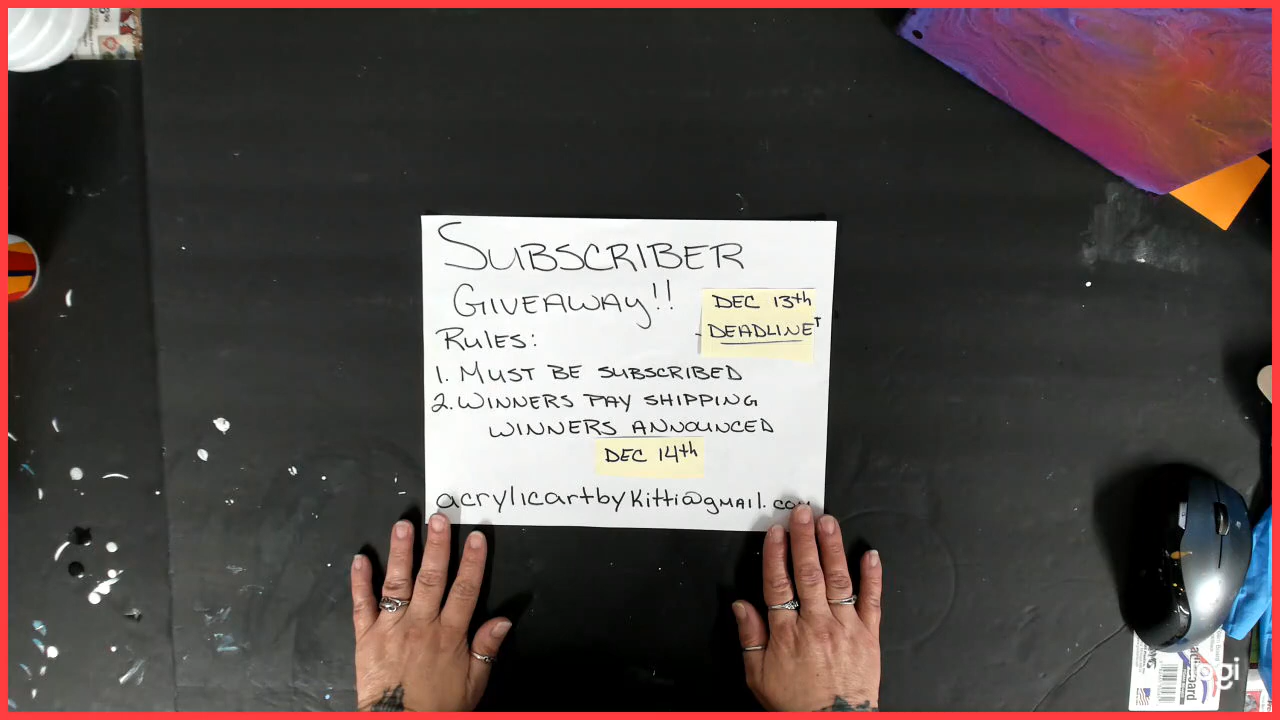 SUBSCRIBER
GIVEAWAY!!
DEC 13th
DEADLINE
RULES:
1. MUST BE SUBSCRIBED
2. WINNERS PAY SHIPPING
WINNERS ANNOUNCED
DEC 14th
acrylicartbykitti@gmail.com
logi